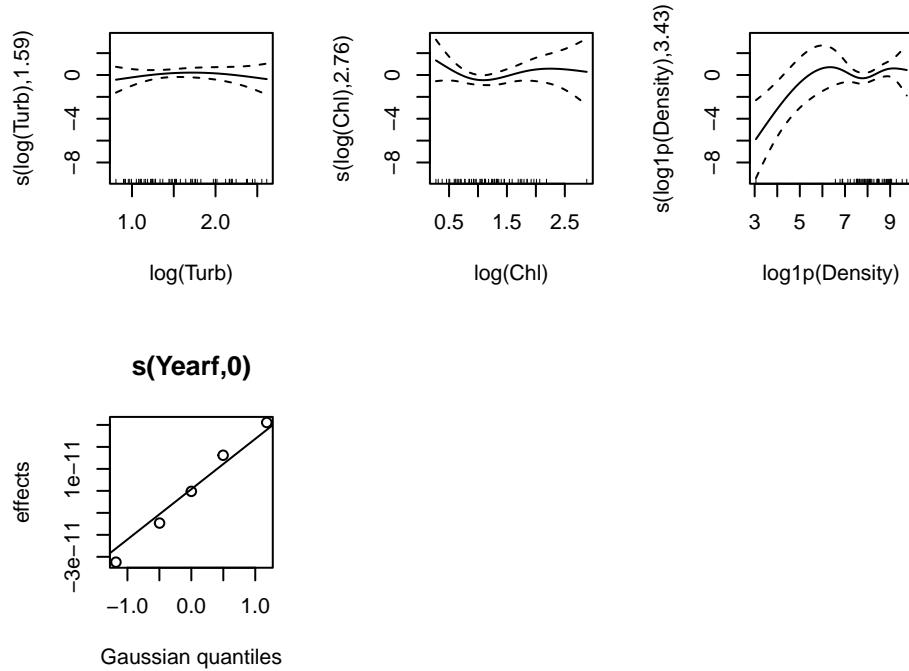 s(log(Turb),1.59)
0
−4
−8
1.0
2.0
log(Turb)
s(log(Chl),2.76)
0
−4
−8
0.5
1.5
2.5
log(Chl)
s(log1p(Density),3.43)
0
−4
−8
3
5
7
9
log1p(Density)
s(Yearf,0)
effects
1e−11
−3e−11
−1.0
0.0
1.0
Gaussian quantiles